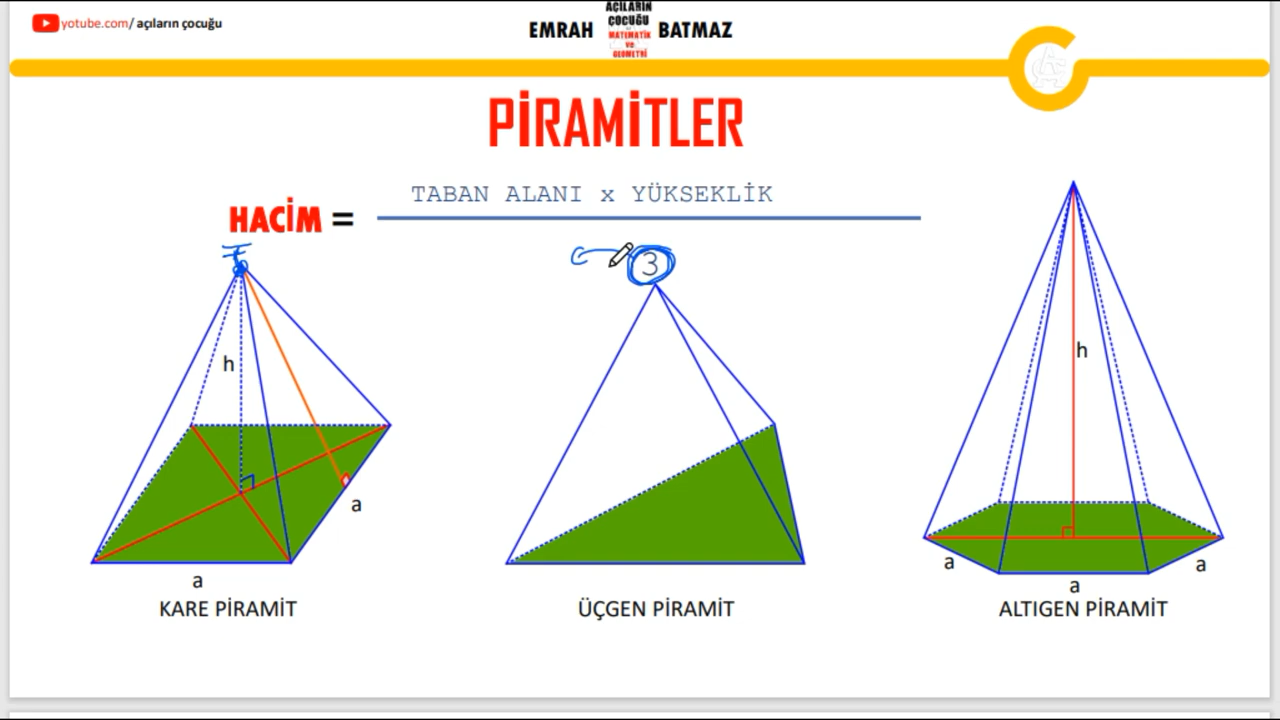 yotube.com/ açıların çocuğu
EMRAH
AÇILARIN
ÇOCUĞU
MATEMATİK
ve
GEOMETRİ
BATMAZ
PİRAMİTLER
HACİM =
TABAN ALANI x YÜKSEKLİK
3
h
a
a
KARE PİRAMİT
ÜÇGEN PİRAMİT
h
a
a
a
ALTIGEN PİRAMİT